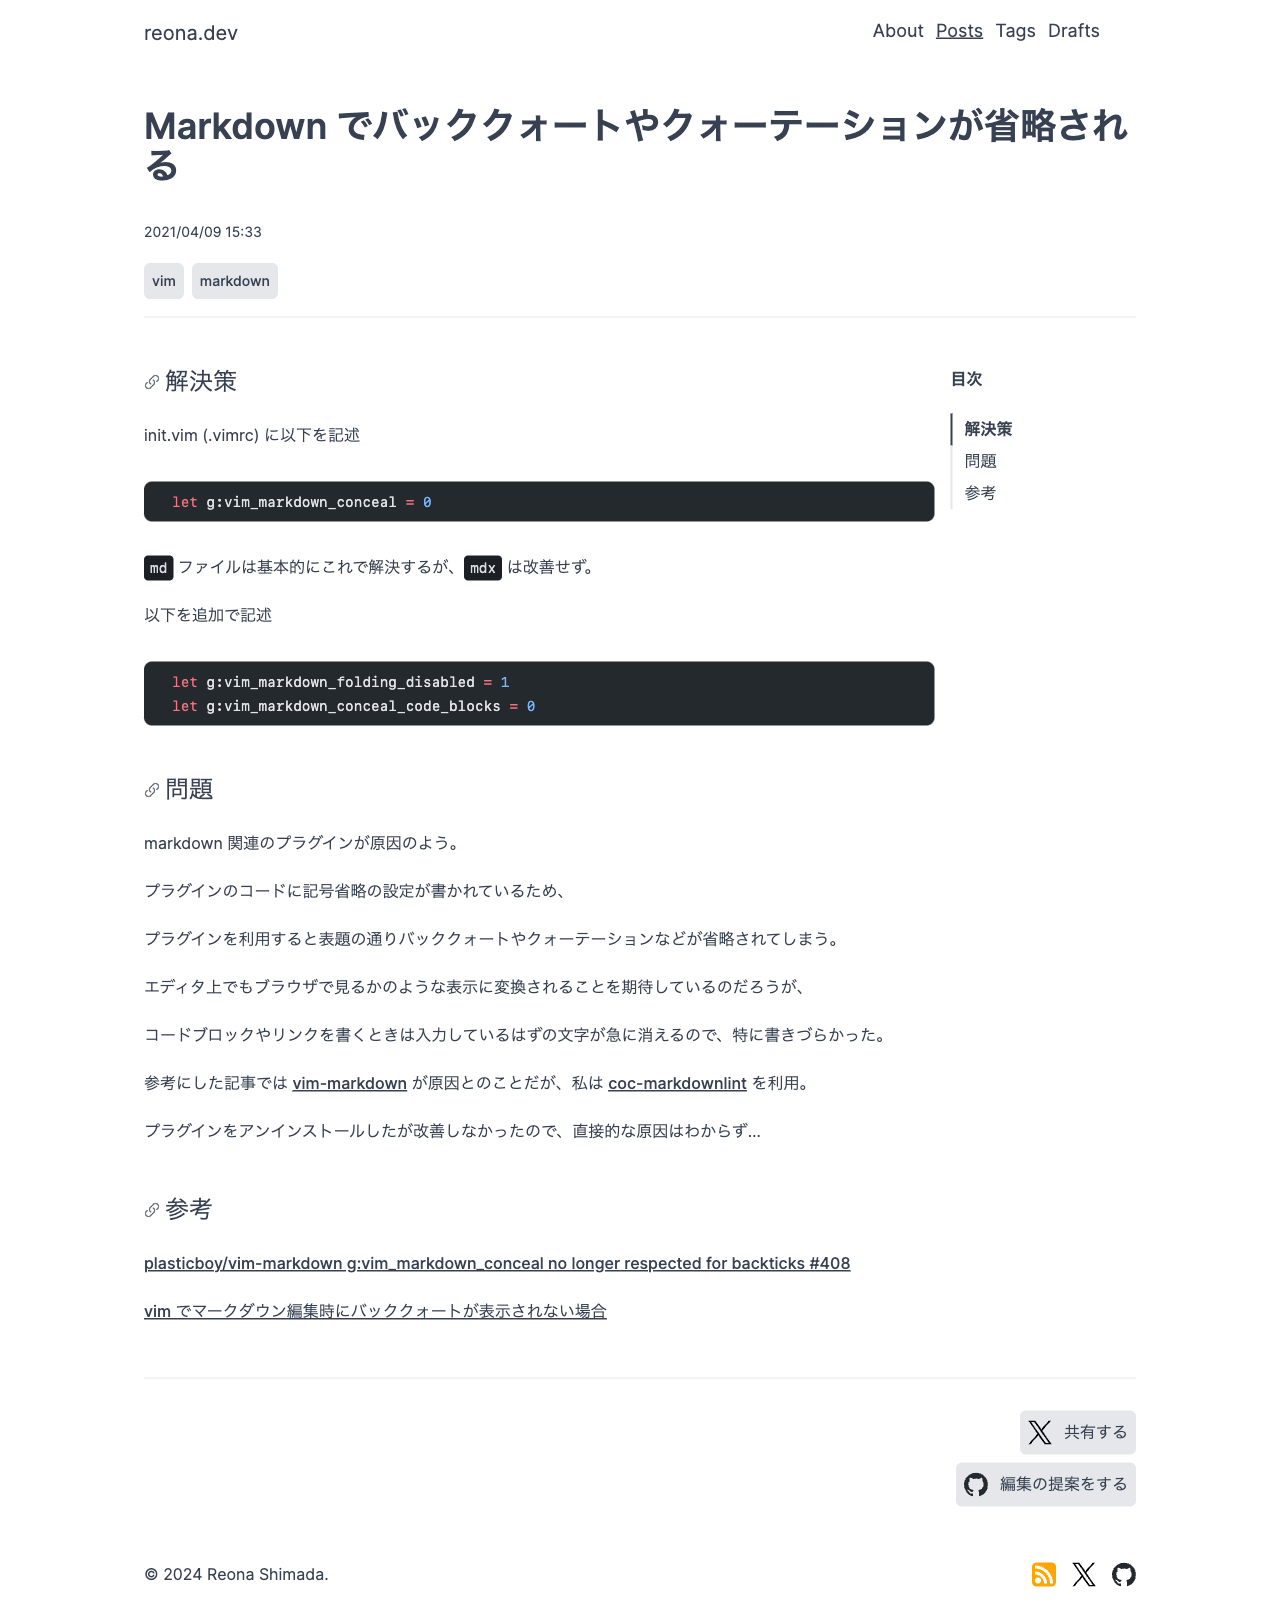 reona.dev
About Posts Tags Drafts
Markdown でバッククォートやクォーテーションが省略され
る
2021/04/09 15:33
vim markdown
解決策
init.vim (.vimrc) に以下を記述
let g:vim_markdown_conceal = 0
md ファイルは基本的にこれで解決するが、mdx は改善せず。
以下を追加で記述
let g:vim_markdown_folding_disabled = 1
let g:vim_markdown_conceal_code_blocks = 0
問題
markdown 関連のプラグインが原因のよう。
プラグインのコードに記号省略の設定が書かれているため、
プラグインを利用すると表題の通りバッククォートやクォーテーションなどが省略されてしまう。
エディタ上でもブラウザで見るかのような表示に変換されることを期待しているのだろうが、
コードブロックやリンクを書くときは入力しているはずの文字が急に消えるので、特に書きづらかった。
参考にした記事では vim-markdown が原因とのことだが、私は coc-markdownlint を利用。
プラグインをアンインストールしたが改善しなかったので、直接的な原因はわからず...
参考
plasticboy/vim-markdown g:vim_markdown_conceal no longer respected for backticks #408
vim でマークダウン編集時にバッククォートが表示されない場合
目次
解決策
問題
参考
共有する
編集の提案をする
© 2024 Reona Shimada.